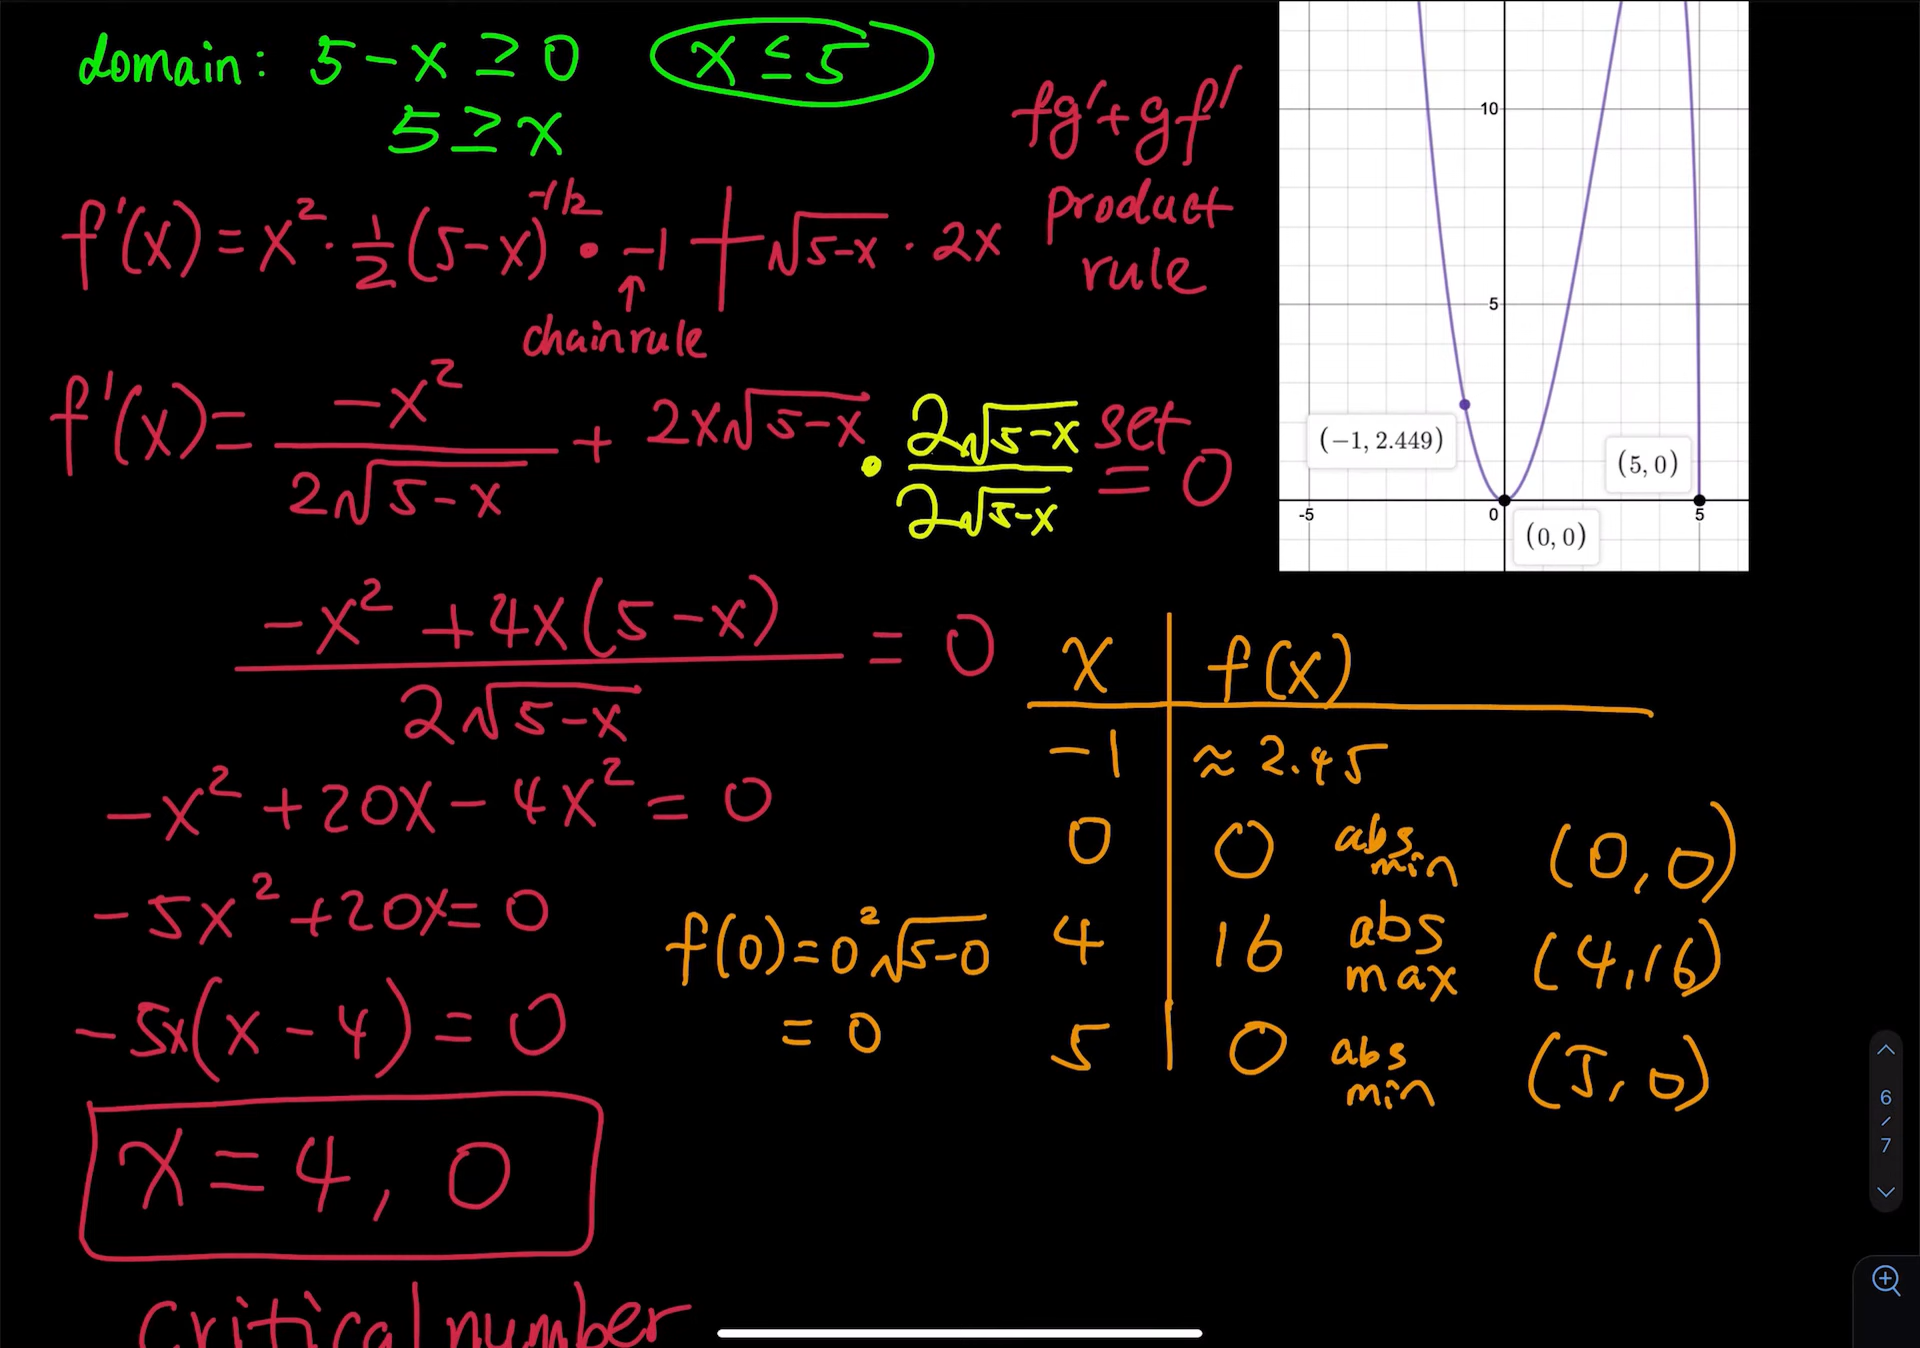 domain: 5-x ≥ 0  x ≤ 5
5 ≥ x
fg'+gf'
product
rule
f'(x) = x² · 1/2 (5-x)^-1/2 · -1 + √5-x · 2x
↑
chain rule
f'(x) = -x²/2√5-x + 2x√5-x · 2√5-x/2√5-x set = 0
-x² + 4x(5-x)/2√5-x = 0
-x² + 20x - 4x² = 0
-5x² + 20x = 0
-5x(x-4) = 0
x = 4, 0
critical number
10
5
-5
0
5
(−1, 2.449)
(5, 0)
(0, 0)
x | f(x)
-1 | ≈ 2.45
0 | 0 abs min (0, 0)
4 | 16 abs max (4, 16)
5 | 0 abs min (5, 0)
f(0) = 0²√5-0
= 0
6
/
7